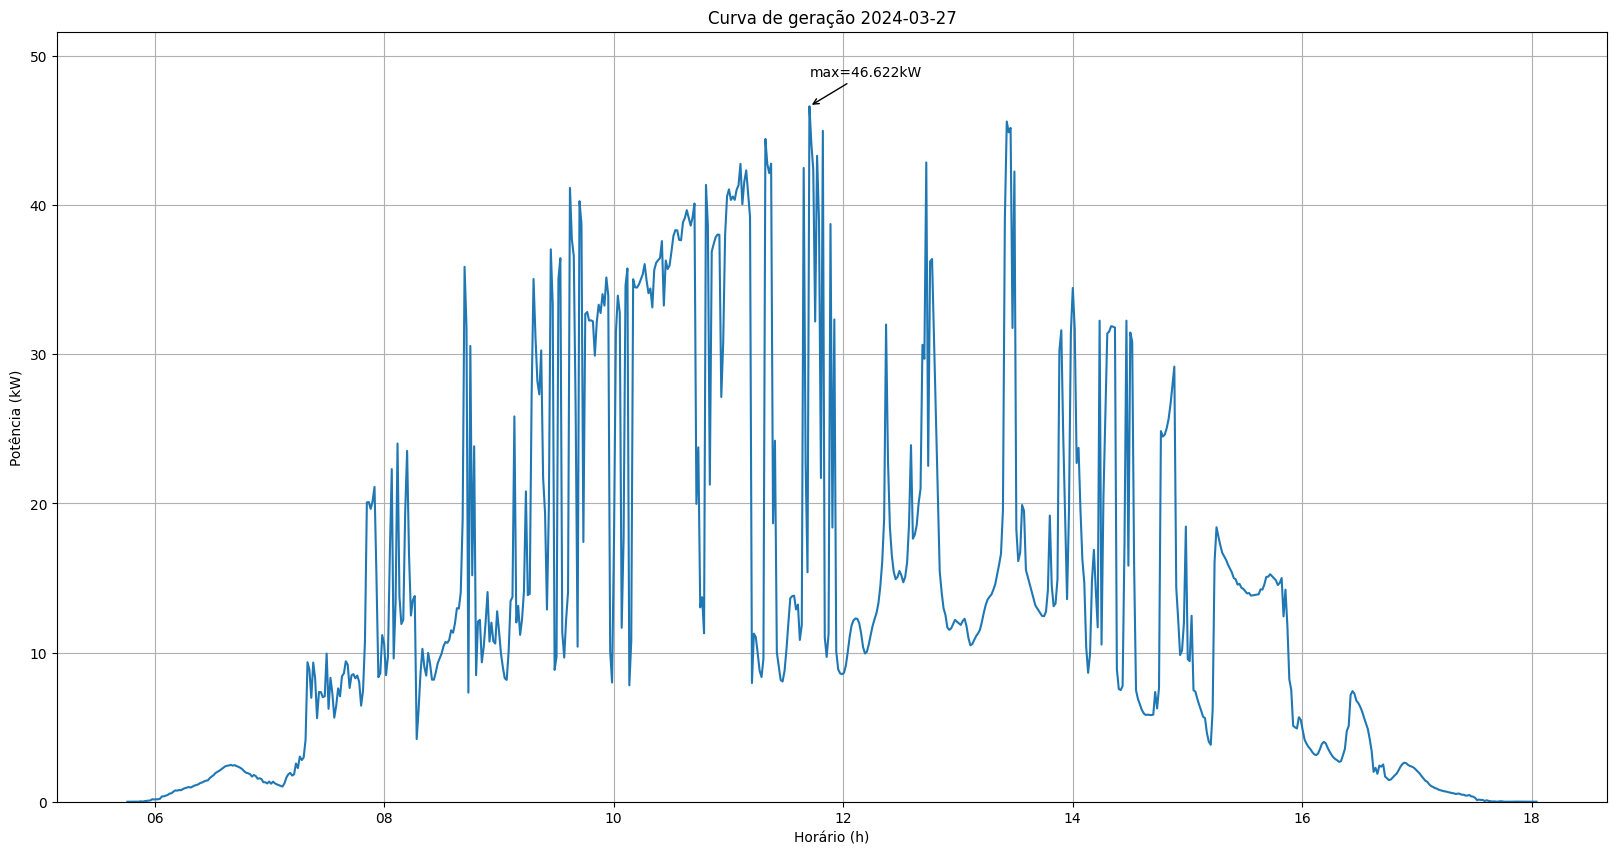 Curva de geração 2024-03-27
max=46.622kW
Potência (kW)
50
40
30
20
10
0
06 08 10 12 14 16 18
Horário (h)